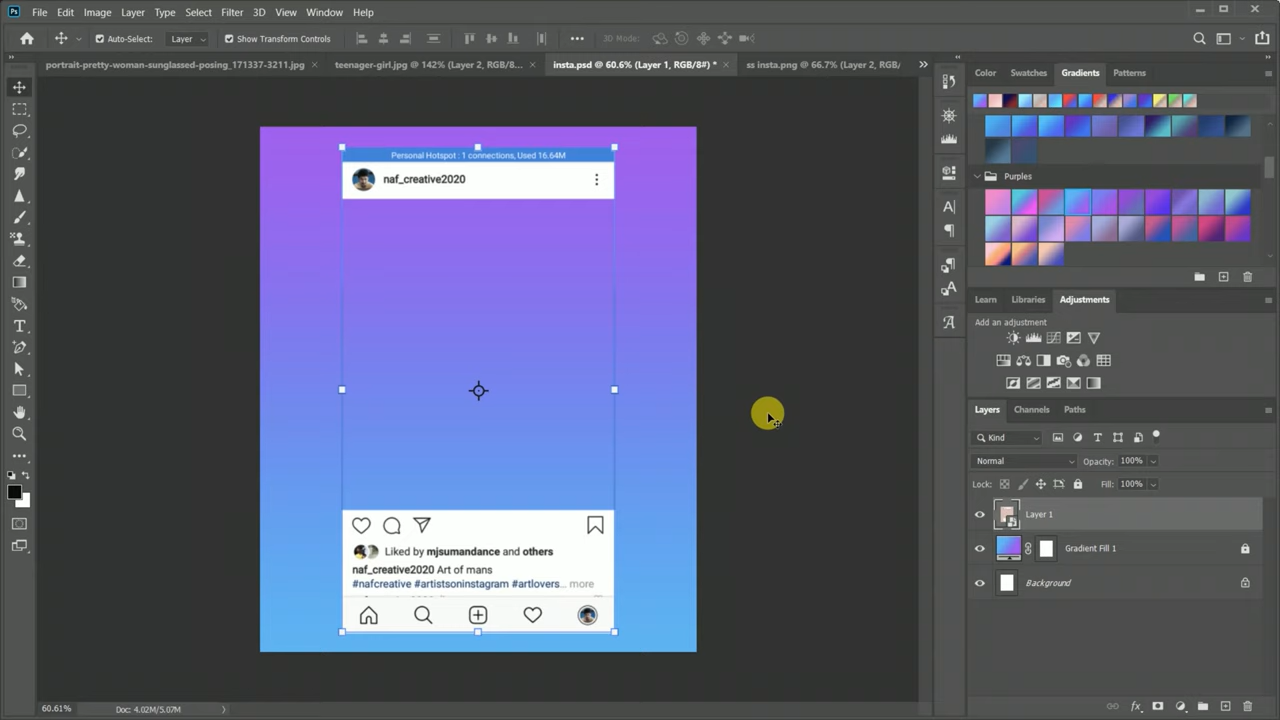 Ps File Edit Image Layer Type Select Filter 3D View Window Help
Auto-Select: Layer Show Transform Controls 3D Mode:
portrait-pretty-woman-sunglassed-posing_171337-3211.jpg × teenager-girl.jpg @ 142% (Layer 2, RGB/8... × insta.psd @ 60.6% (Layer 1, RGB/8#) * × ss insta.png @ 66.7% (Layer 2, RGB/
Color Swatches Gradients Patterns
Purples
Learn Libraries Adjustments
Add an adjustment
Layers Channels Paths
Kind
Normal Opacity: 100%
Lock: Fill: 100%
Layer 1
Gradient Fill 1
Background
Personal Hotspot : 1 connections, Used 16.64M
naf_creative2020
Liked by mjsumandance and others
naf_creative2020 Art of mans
#nafcreative #artistsoninstagram #artlovers... more
60.61% Doc: 4.02M/5.07M